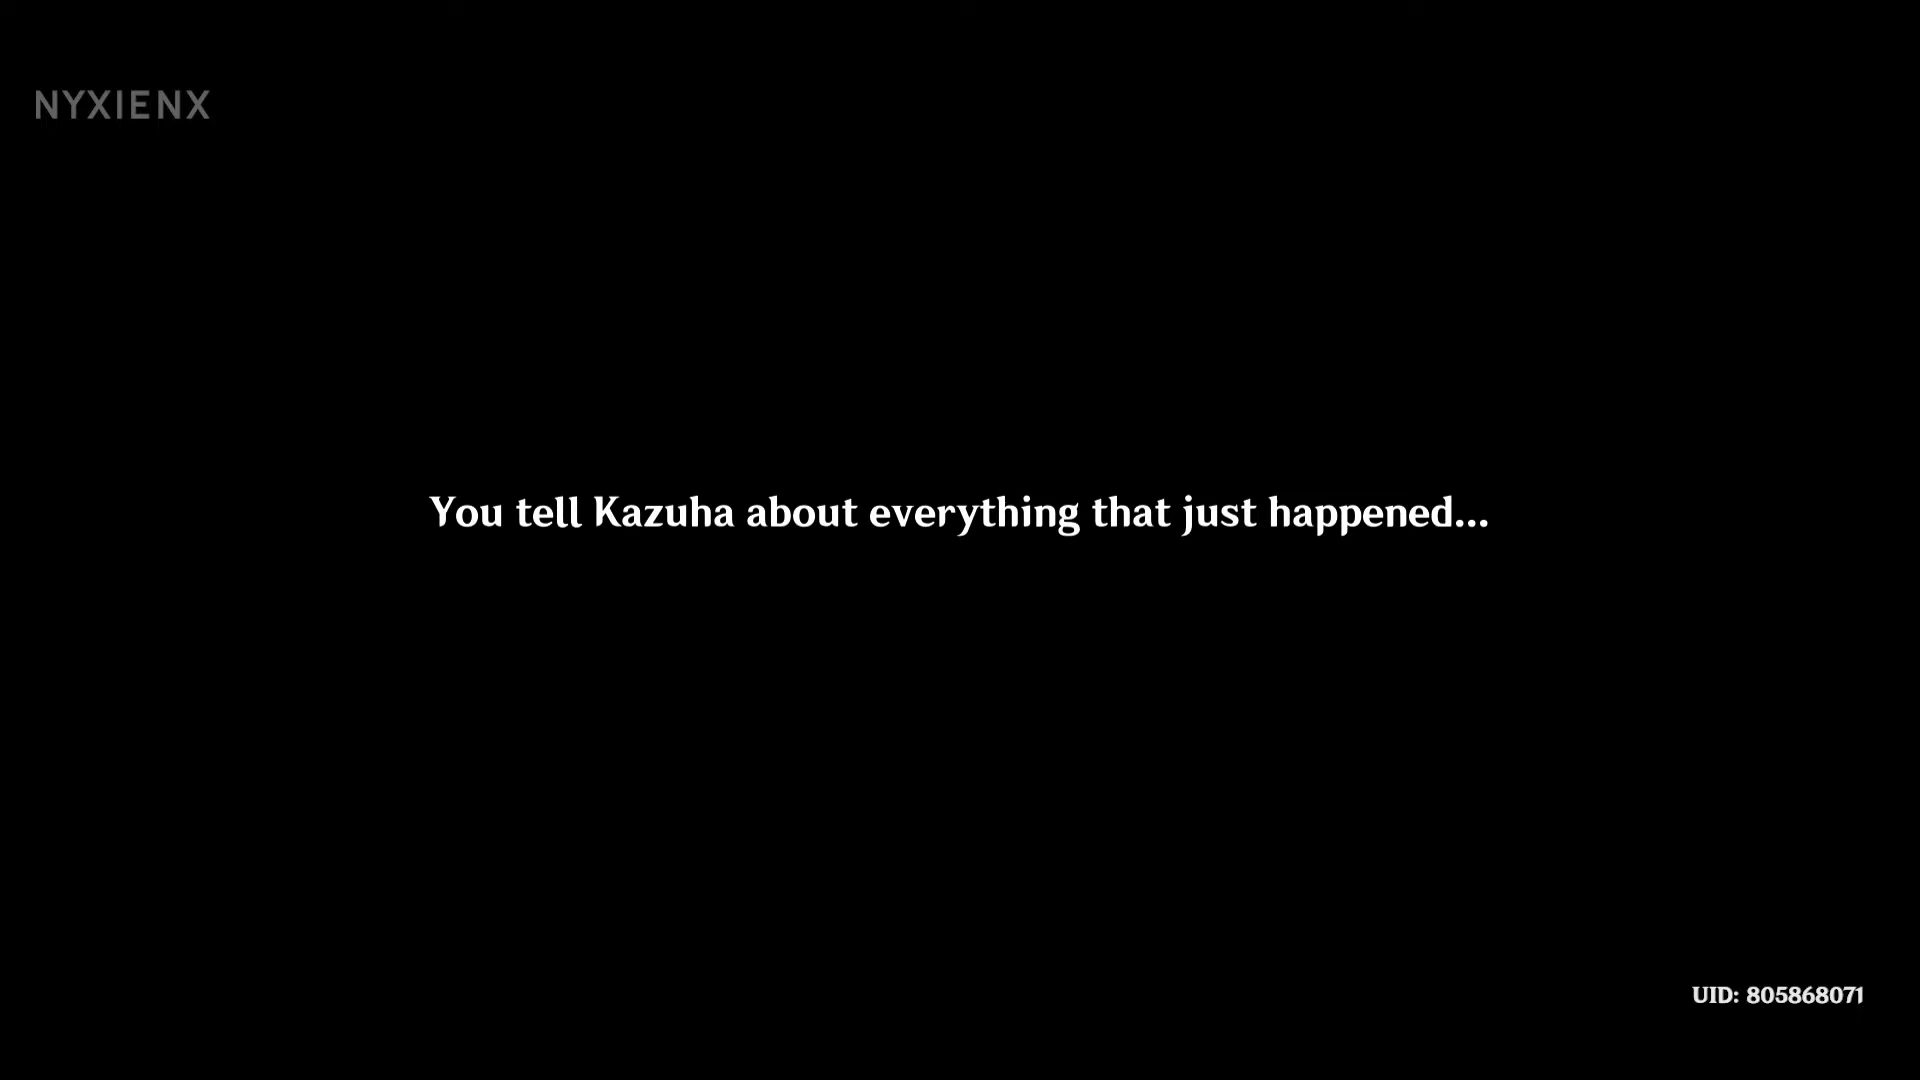 NYXIENX
You tell Kazuha about everything that just happened...
UID: 805868071